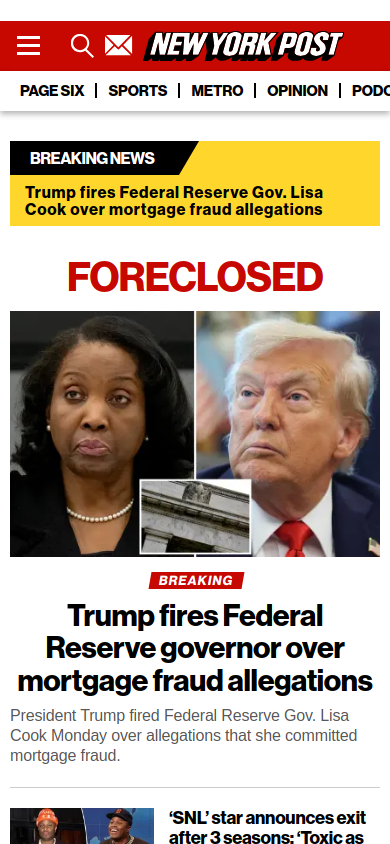 NEW YORK POST
PAGE SIX
SPORTS
METRO
OPINION
PODC
BREAKING NEWS
Trump fires Federal Reserve Gov. Lisa
Cook over mortgage fraud allegations
FORECLOSED
BREAKING
Trump fires Federal
Reserve governor over
mortgage fraud allegations
President Trump fired Federal Reserve Gov. Lisa
Cook Monday over allegations that she committed
mortgage fraud.
‘SNL’ star announces exit
after 3 seasons: ‘Toxic as